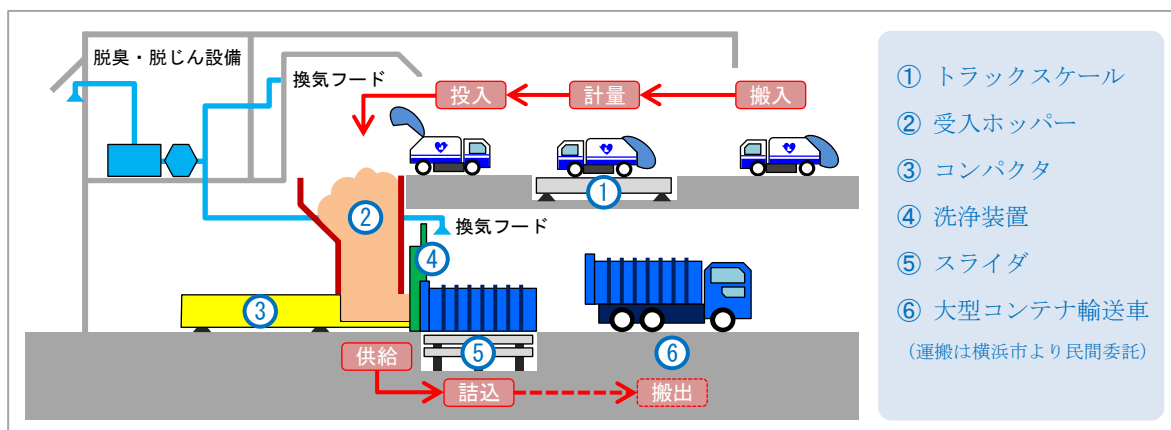 脱臭・脱じん設備
換気フード
投入
計量
搬入
①
②
換気フード
④
③
⑤
⑥
供給
詰込
搬出
① トラックスケール
② 受入ホッパー
③ コンパクタ
④ 洗浄装置
⑤ スライダ
⑥ 大型コンテナ輸送車
（運搬は横浜市より民間委託）